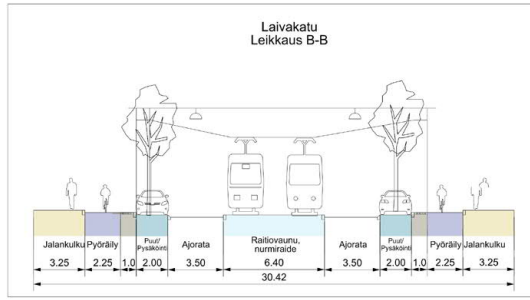 Laivakatu
Leikkaus B-B
Jalankulku Pyöräily Puut/ Pysäköinti Ajorata Raitiovaunu, nurmiraide Ajorata Puut/ Pysäköinti Pyöräily Jalankulku
3.25 2.25 1.0 2.00 3.50 6.40 3.50 2.00 1.0 2.25 3.25
30.42